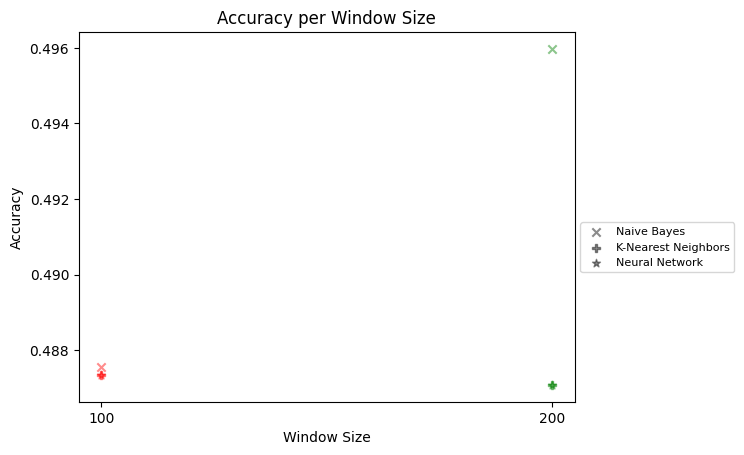 Accuracy per Window Size
Accuracy
0.496
0.494
0.492
0.490
0.488
100
200
Window Size
Naive Bayes
K-Nearest Neighbors
Neural Network